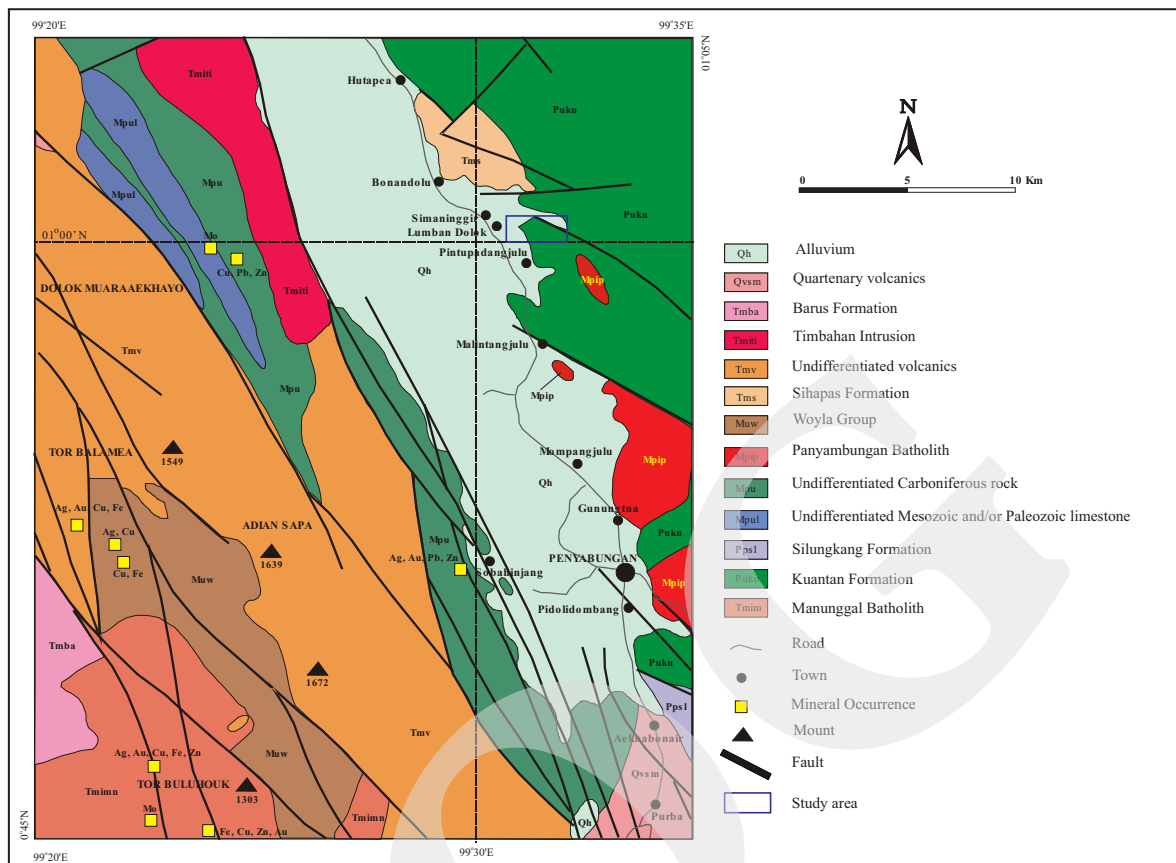 99°20'E
99°35'E
01°05'N
Tmiti
Hutapea
Puku
Mpul
Tms
Mpu
Mpul
Bonandolu
Puku
Simaninggir
Lumban Dolok
01°00' N
Mo
Pintupadangjulu
Cu, Pb, Zn
Qh
Mpip
DOLOK MUARAAEKHAYO
Tmiti
Tmv
Malintangjulu
Mpu
Mpip
TOR BALAMEA
1549
Mompangjulu
Mpip
Qh
Ag, Au, Cu, Fe
Gunungtua
ADIAN SAPA
Ag, Cu
Mpu
Puku
1639
Ag, Au, Pb, Zn
PENYABUNGAN
Cu, Fe
Muw
Sobahinjang
Mpip
Pidolidombang
Tmba
Puku
1672
Ppsl
Tmv
Aeknabonair
Ag, Au, Cu, Fe, Zn
Muw
Qvsm
TOR BULUHOUK
Tmimn
1303
Mo
Tmimn
Purba
Qh
Fe, Cu, Zn, Au
0°45'N
99°20'E
99°30'E
N
0 5 10 Km
Qh Alluvium
Qvsm Quartenary volcanics
Tmba Barus Formation
Tmiti Timbahan Intrusion
Tmv Undifferentiated volcanics
Tms Sihapas Formation
Muw Woyla Group
Mpip Panyambungan Batholith
Mpu Undifferentiated Carboniferous rock
Mpul Undifferentiated Mesozoic and/or Paleozoic limestone
Ppsl Silungkang Formation
Puku Kuantan Formation
Tmim Manunggal Batholith
Road
Town
Mineral Occurrence
Mount
Fault
Study area